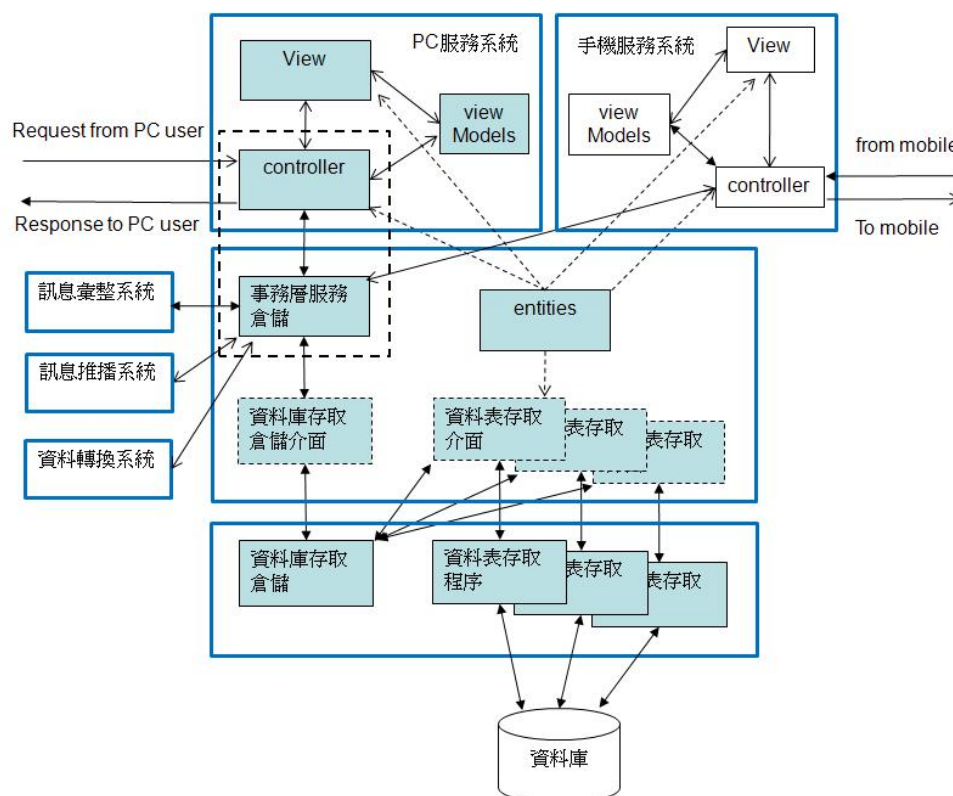 PC服務系統
手機服務系統
View
View
view
Models
view
Models
Request from PC user
controller
from mobile
controller
Response to PC user
To mobile
訊息彙整系統
事務層服務
倉儲
entities
訊息推播系統
資料庫存取
倉儲介面
資料表存取
介面
表存取
表存取
資料轉換系統
資料庫存取
倉儲
資料表存取
程序
表存取
表存取
資料庫